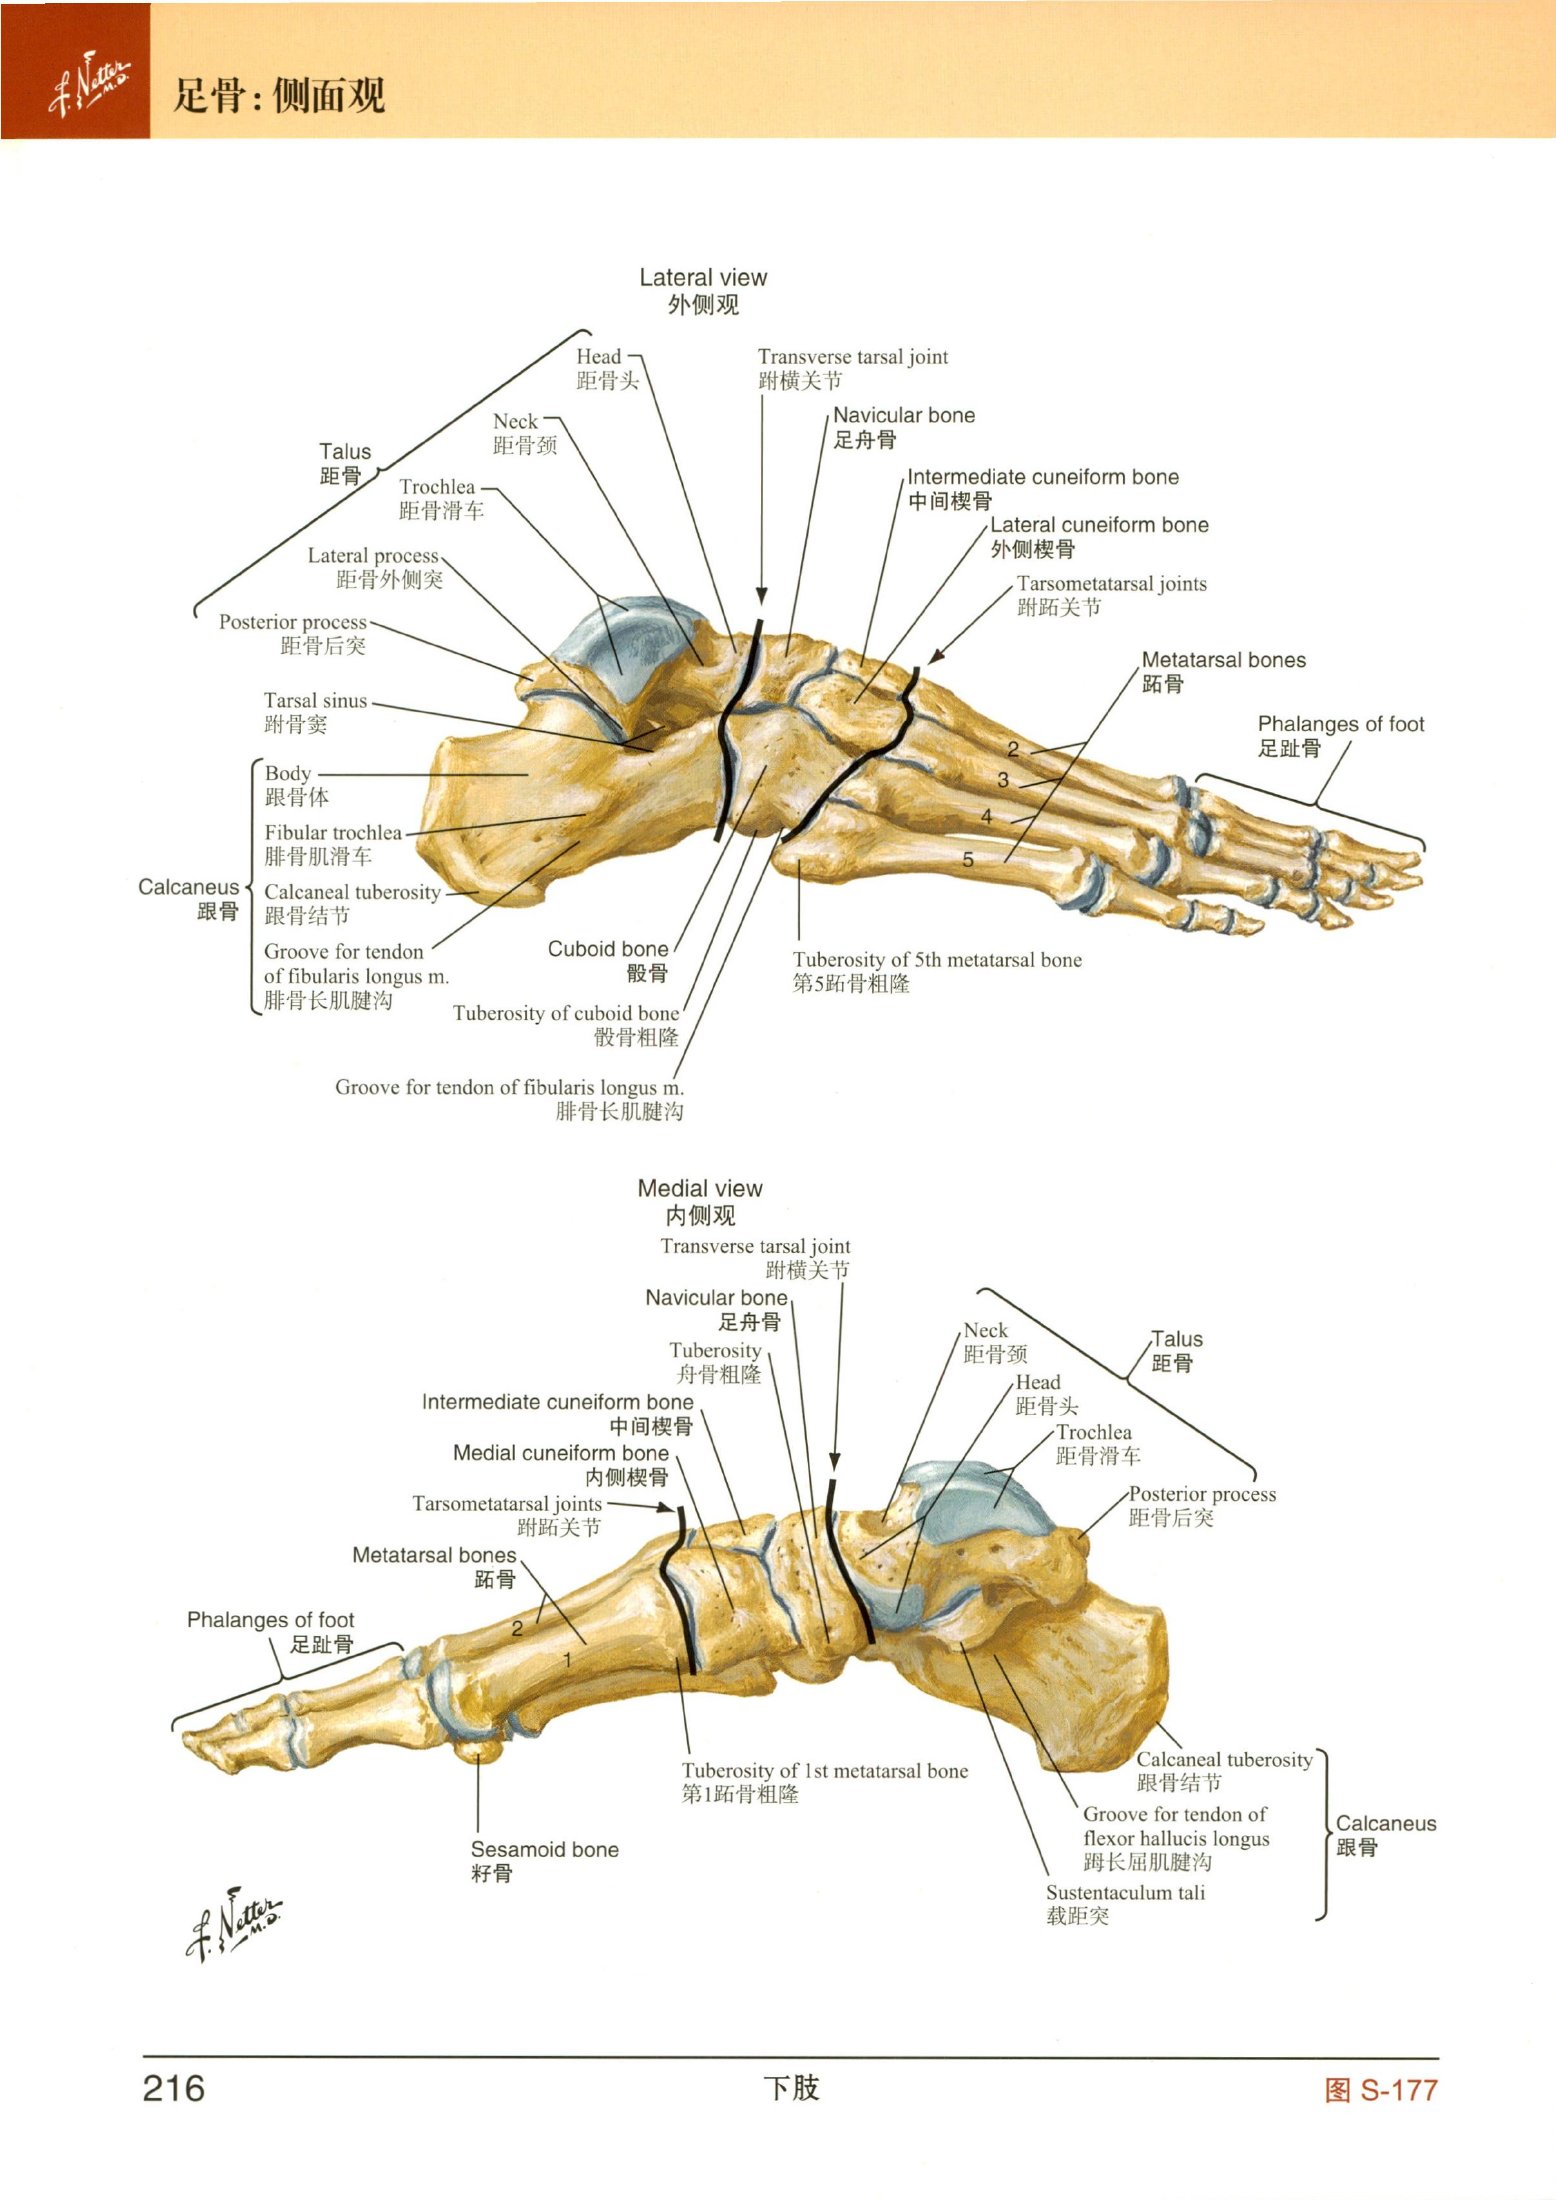 F. Netter M.D.
足骨：侧面观
Lateral view
外侧观
Head
距骨头
Transverse tarsal joint
跗横关节
Neck
距骨颈
Navicular bone
足舟骨
Talus
距骨
Trochlea
距骨滑车
Intermediate cuneiform bone
中间楔骨
Lateral cuneiform bone
外侧楔骨
Lateral process
距骨外侧突
Tarsometatarsal joints
跗跖关节
Posterior process
距骨后突
Metatarsal bones
跖骨
Tarsal sinus
跗骨窦
Phalanges of foot
足趾骨
2
3
4
5
Body
跟骨体
Fibular trochlea
腓骨肌滑车
Calcaneus
跟骨
Calcaneal tuberosity
跟骨结节
Groove for tendon
of fibularis longus m.
腓骨长肌腱沟
Cuboid bone
骰骨
Tuberosity of 5th metatarsal bone
第5跖骨粗隆
Tuberosity of cuboid bone
骰骨粗隆
Groove for tendon of fibularis longus m.
腓骨长肌腱沟
Medial view
内侧观
Transverse tarsal joint
跗横关节
Navicular bone
足舟骨
Tuberosity
舟骨粗隆
Neck
距骨颈
Talus
距骨
Head
距骨头
Intermediate cuneiform bone
中间楔骨
Trochlea
距骨滑车
Medial cuneiform bone
内侧楔骨
Tarsometatarsal joints
跗跖关节
Posterior process
距骨后突
Metatarsal bones
跖骨
Phalanges of foot
足趾骨
2
1
Tuberosity of 1st metatarsal bone
第1跖骨粗隆
Calcaneal tuberosity
跟骨结节
Groove for tendon of
flexor hallucis longus
踇长屈肌腱沟
Calcaneus
跟骨
Sesamoid bone
籽骨
Sustentaculum tali
载距突
F. Netter M.D.
216
下肢
图 S-177